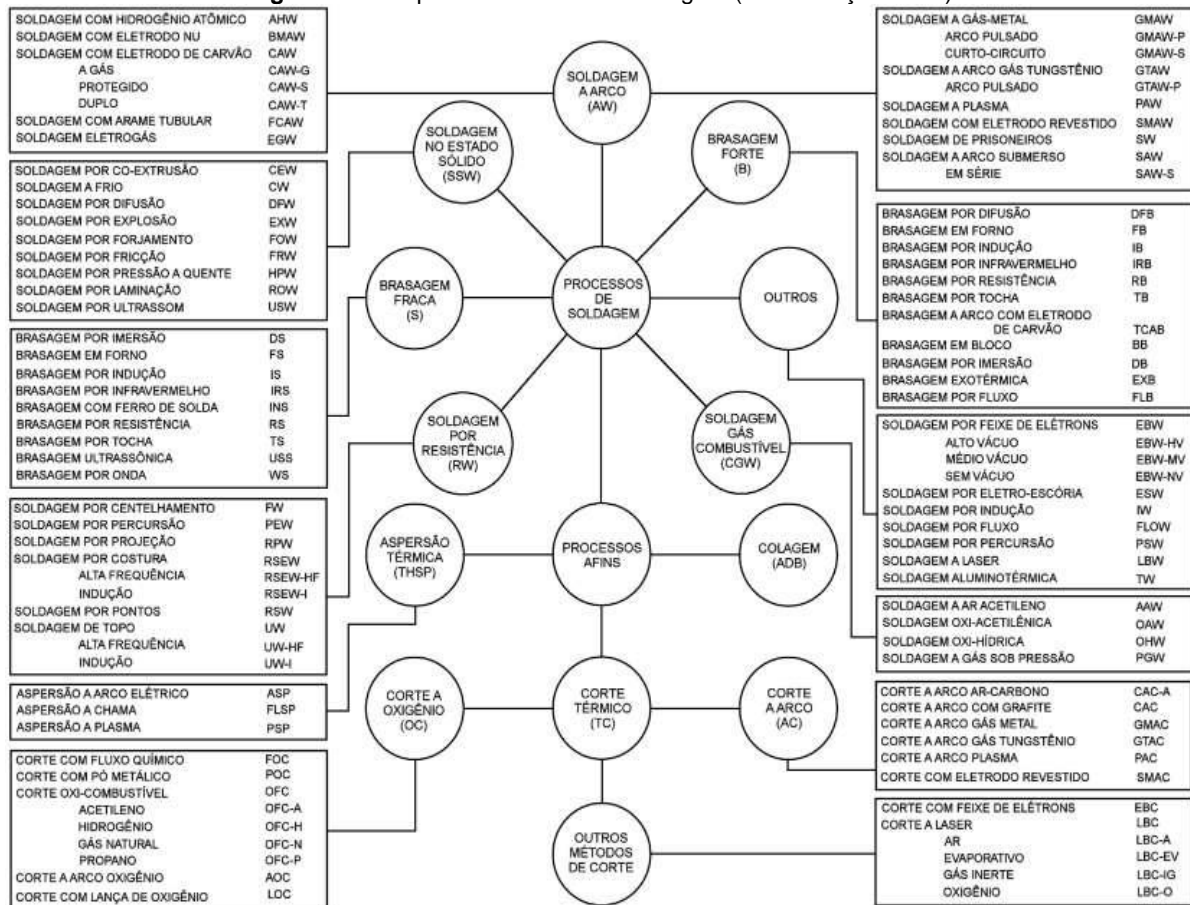 SOLDAGEM COM HIDROGÊNIO ATÔMICO AHW
SOLDAGEM COM ELETRODO NU BMAW
SOLDAGEM COM ELETRODO DE CARVÃO CAW
A GÁS CAW-G
PROTEGIDO CAW-S
DUPLO CAW-T
SOLDAGEM COM ARAME TUBULAR FCAW
SOLDAGEM ELETROGÁS EGW
SOLDAGEM POR CO-EXTRUSÃO CEW
SOLDAGEM A FRIO CW
SOLDAGEM POR DIFUSÃO DFW
SOLDAGEM POR EXPLOSÃO EXW
SOLDAGEM POR FORJAMENTO FOW
SOLDAGEM POR FRICÇÃO FRW
SOLDAGEM POR PRESSÃO A QUENTE HPW
SOLDAGEM POR LAMINAÇÃO ROW
SOLDAGEM POR ULTRASSOM USW
BRASAGEM POR IMERSÃO DS
BRASAGEM EM FORNO FS
BRASAGEM POR INDUÇÃO IS
BRASAGEM POR INFRAVERMELHO IRS
BRASAGEM COM FERRO DE SOLDA INS
BRASAGEM POR RESISTÊNCIA RS
BRASAGEM POR TOCHA TS
BRASAGEM ULTRASSÔNICA USS
BRASAGEM POR ONDA WS
SOLDAGEM POR CENTELHAMENTO FW
SOLDAGEM POR PERCURSÃO PEW
SOLDAGEM POR PROJEÇÃO RPW
SOLDAGEM POR COSTURA RSEW
ALTA FREQUÊNCIA RSEW-HF
INDUÇÃO RSEW-I
SOLDAGEM POR PONTOS RSW
SOLDAGEM DE TOPO UW
ALTA FREQUÊNCIA UW-HF
INDUÇÃO UW-I
ASPERSÃO A ARCO ELÉTRICO ASP
ASPERSÃO A CHAMA FLSP
ASPERSÃO A PLASMA PSP
CORTE COM FLUXO QUÍMICO FOC
CORTE COM PÓ METÁLICO POC
CORTE OXI-COMBUSTÍVEL OFC
ACETILENO OFC-A
HIDROGÊNIO OFC-H
GÁS NATURAL OFC-N
PROPANO OFC-P
CORTE A ARCO OXIGÊNIO AOC
CORTE COM LANÇA DE OXIGÊNIO LOC
SOLDAGEM
A ARCO
(AW)
SOLDAGEM
NO ESTADO
SÓLIDO
(SSW)
BRASAGEM
FORTE
(B)
BRASAGEM
FRACA
(S)
PROCESSOS
DE
SOLDAGEM
OUTROS
SOLDAGEM
POR
RESISTÊNCIA
(RW)
SOLDAGEM
GÁS
COMBUSTÍVEL
(CGW)
ASPERSÃO
TÉRMICA
(THSP)
PROCESSOS
AFINS
COLAGEM
(ADB)
CORTE A
OXIGÊNIO
(OC)
CORTE
TÉRMICO
(TC)
CORTE
A ARCO
(AC)
OUTROS
MÉTODOS
DE CORTE
SOLDAGEM A GÁS-METAL GMAW
ARCO PULSADO GMAW-P
CURTO-CIRCUITO GMAW-S
SOLDAGEM A ARCO GÁS TUNGSTÊNIO GTAW
ARCO PULSADO GTAW-P
SOLDAGEM A PLASMA PAW
SOLDAGEM COM ELETRODO REVESTIDO SMAW
SOLDAGEM DE PRISONEIROS SW
SOLDAGEM A ARCO SUBMERSO SAW
EM SÉRIE SAW-S
BRASAGEM POR DIFUSÃO DFB
BRASAGEM EM FORNO FB
BRASAGEM POR INDUÇÃO IB
BRASAGEM POR INFRAVERMELHO IRB
BRASAGEM POR RESISTÊNCIA RB
BRASAGEM POR TOCHA TB
BRASAGEM A ARCO COM ELETRODO
DE CARVÃO TCAB
BRASAGEM EM BLOCO BB
BRASAGEM POR IMERSÃO DB
BRASAGEM EXOTÉRMICA EXB
BRASAGEM POR FLUXO FLB
SOLDAGEM POR FEIXE DE ELÉTRONS EBW
ALTO VÁCUO EBW-HV
MÉDIO VÁCUO EBW-MV
SEM VÁCUO EBW-NV
SOLDAGEM POR ELETRO-ESCÓRIA ESW
SOLDAGEM POR INDUÇÃO IW
SOLDAGEM POR FLUXO FLOW
SOLDAGEM POR PERCURSÃO PSW
SOLDAGEM A LASER LBW
SOLDAGEM ALUMINOTÉRMICA TW
SOLDAGEM A AR ACETILENO AAW
SOLDAGEM OXI-ACETILÊNICA OAW
SOLDAGEM OXI-HÍDRICA OHW
SOLDAGEM A GÁS SOB PRESSÃO PGW
CORTE A ARCO AR-CARBONO CAC-A
CORTE A ARCO COM GRAFITE CAC
CORTE A ARCO GÁS METAL GMAC
CORTE A ARCO GÁS TUNGSTÊNIO GTAC
CORTE A ARCO PLASMA PAC
CORTE COM ELETRODO REVESTIDO SMAC
CORTE COM FEIXE DE ELÉTRONS EBC
CORTE A LASER LBC
AR LBC-A
EVAPORATIVO LBC-EV
GÁS INERTE LBC-IG
OXIGÊNIO LBC-O